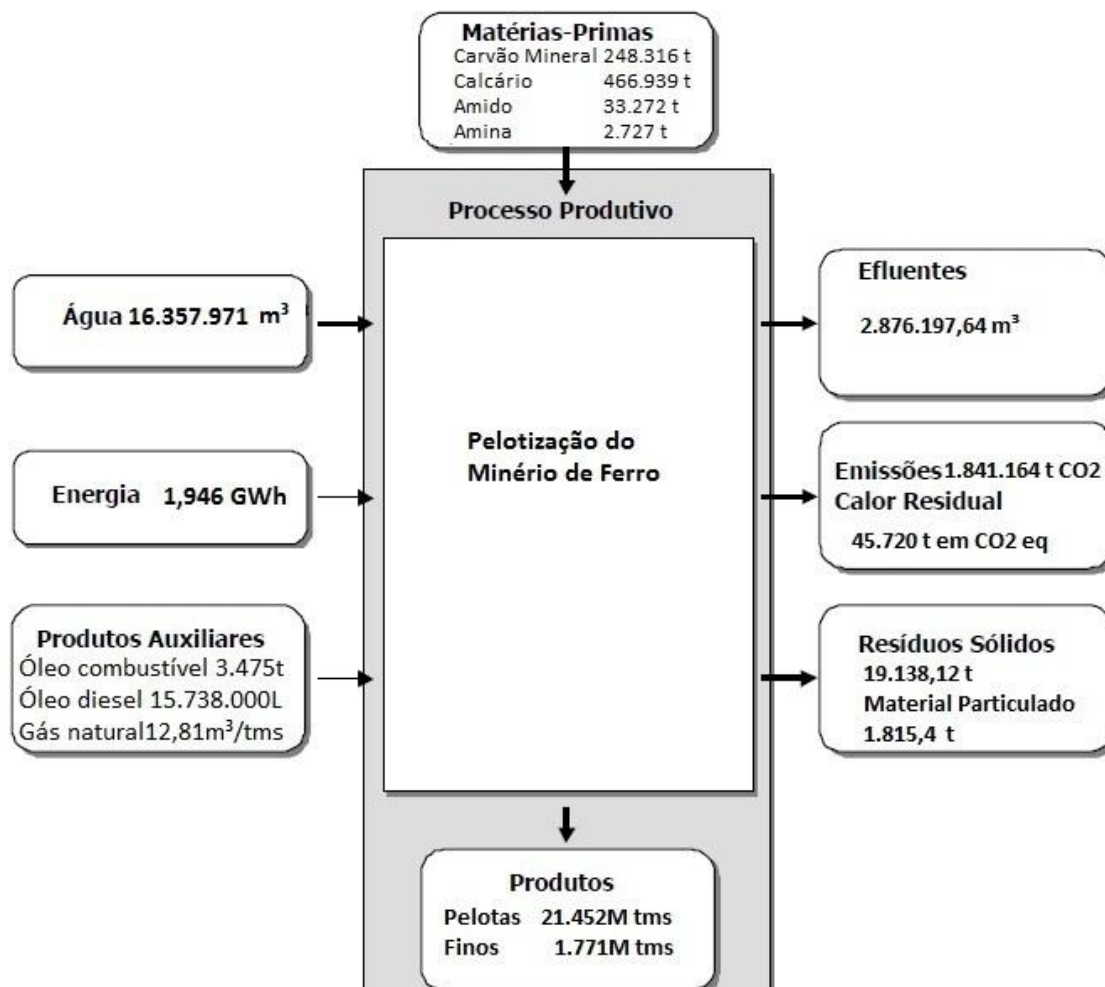 Matérias-Primas
Carvão Mineral 248.316 t
Calcário 466.939 t
Amido 33.272 t
Amina 2.727 t
Processo Produtivo
Água 16.357.971 m³
Energia 1,946 GWh
Produtos Auxiliares
Óleo combustível 3.475t
Óleo diesel 15.738.000L
Gás natural12,81m³/tms
Pelotização do
Minério de Ferro
Efluentes
2.876.197,64 m³
Emissões1.841.164 t CO2
Calor Residual
45.720 t em CO2 eq
Resíduos Sólidos
19.138,12 t
Material Particulado
1.815,4 t
Produtos
Pelotas 21.452M tms
Finos 1.771M tms